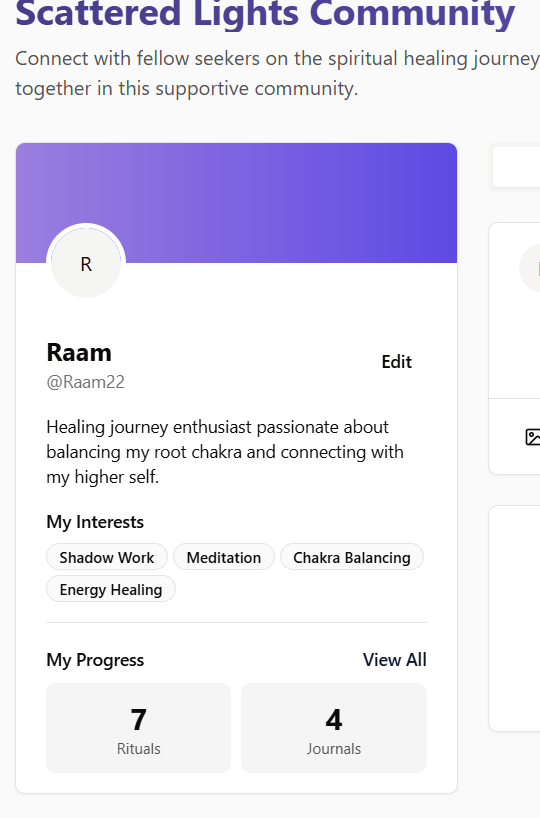 Scattered Lights Community
Connect with fellow seekers on the spiritual healing journey
together in this supportive community.
R
Raam
Edit
@Raam22
Healing journey enthusiast passionate about
balancing my root chakra and connecting with
my higher self.
My Interests
Shadow Work Meditation Chakra Balancing
Energy Healing
My Progress View All
7 4
Rituals Journals